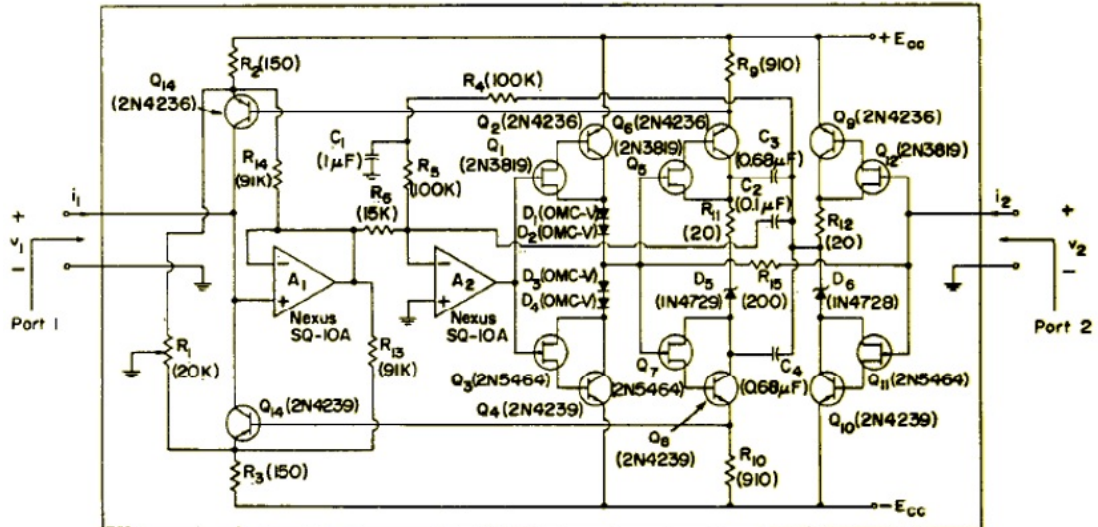 +ECC
R2(150)
R9(910)
Q14
(2N4236)
R4(100K)
Q2(2N4236)
Q6(2N4236)
Q9(2N4236)
Q1
(2N3819)
(2N3819)
Q5
C3
(0.68μF)
Q12(2N3819)
C1
(1μF)
R14
(91K)
R5
(100K)
R6
(15K)
C2
(0.1μF)
i1
+
v1
-
Port 1
D1(OMC-V)
D2(OMC-V)
R11
(20)
R12
(20)
i2
+
v2
-
Port 2
-
A1
+
Nexus
SQ-10A
-
A2
+
Nexus
SQ-10A
D3(OMC-V)
D4(OMC-V)
D5
(1N4729)
R15
(200)
D6
(1N4728)
R1
(20K)
R13
(91K)
Q3(2N5464)
Q4(2N4239)
Q7
(2N5464)
C4
(0.68μF)
Q11(2N5464)
Q10(2N4239)
Q14(2N4239)
Q8
(2N4239)
R3(150)
R10
(910)
-ECC